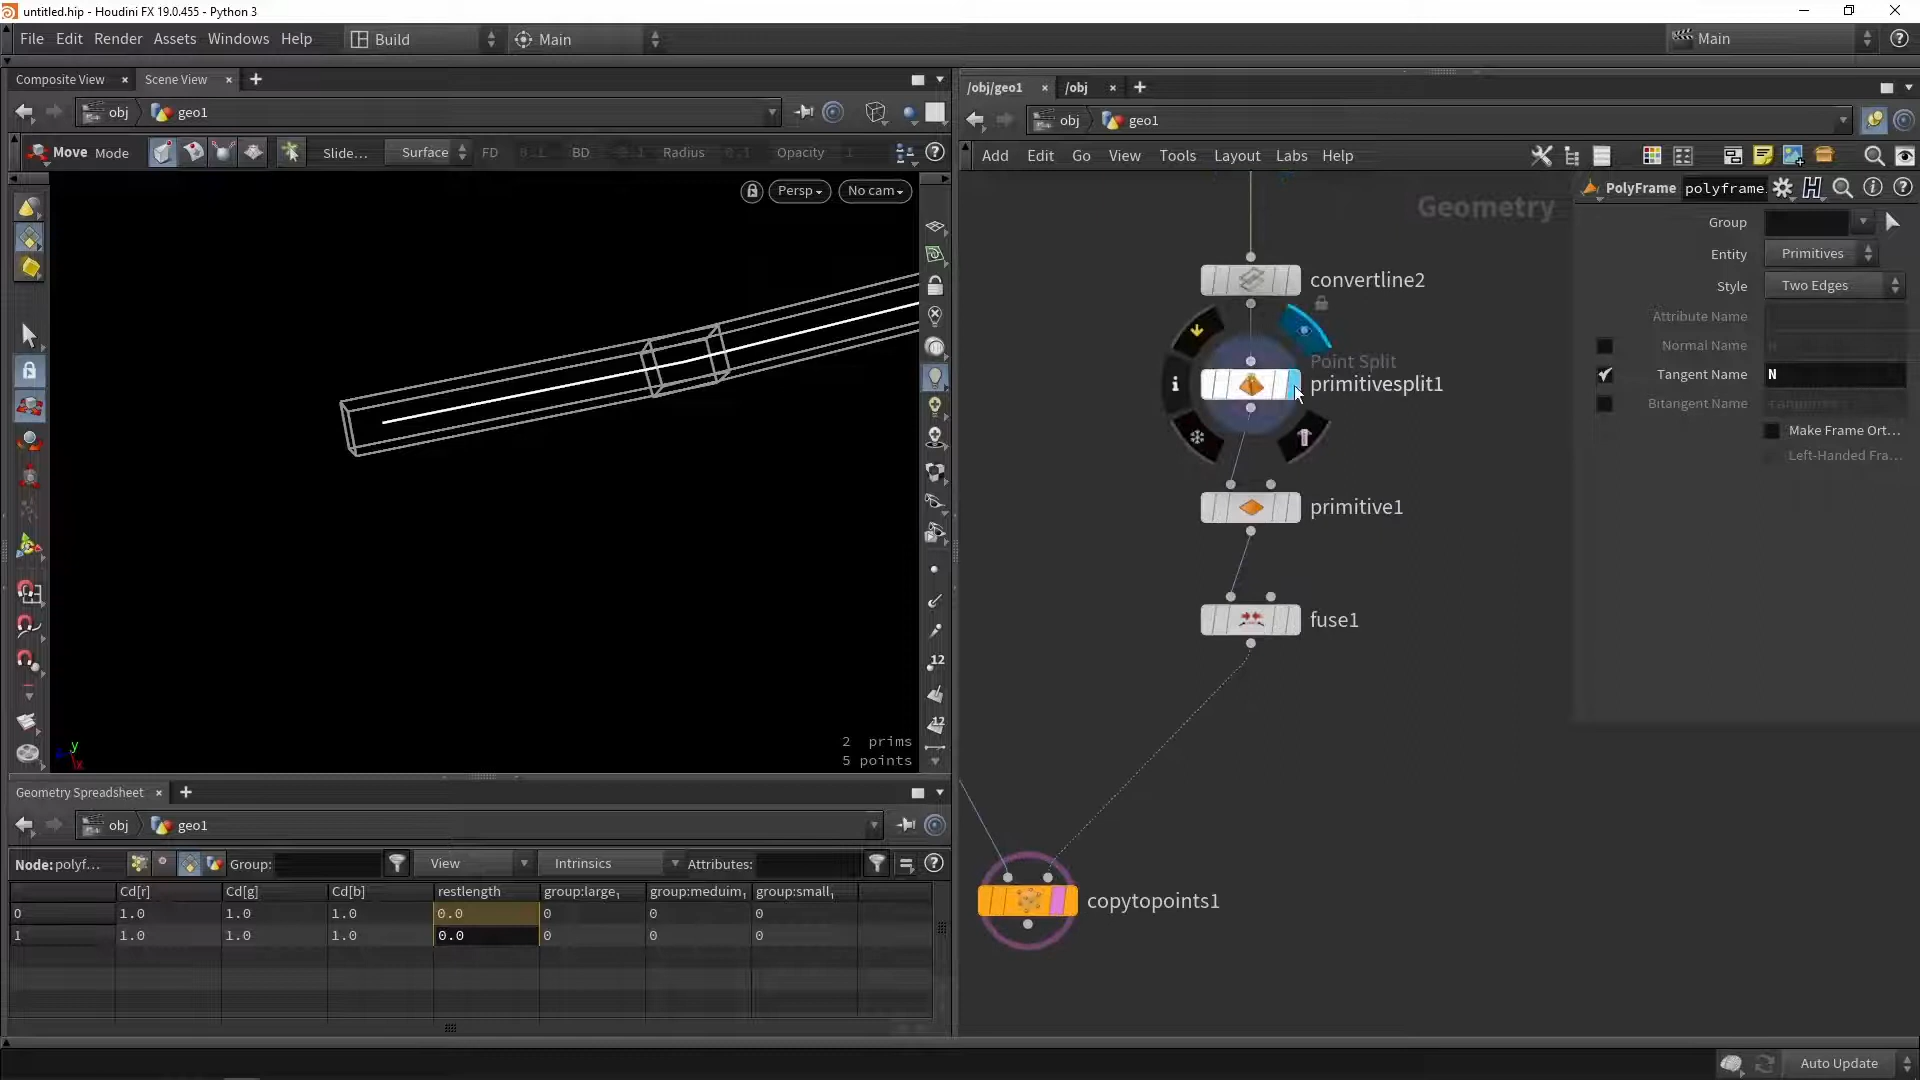 untitled.hip - Houdini FX 19.0.455 - Python 3
File Edit Render Assets Windows Help Build Main Main
Composite View Scene View
obj geo1
Move Mode Slide... Surface FD BD Radius Opacity
Persp No cam
2 prims
5 points
y
x
12
12
Geometry Spreadsheet
obj geo1
Node: polyf... Group: View Intrinsics Attributes:
Cd[r] Cd[g] Cd[b] restlength group:large group:meduim group:small
0 1.0 1.0 1.0 0.0 0 0 0
1 1.0 1.0 1.0 0.0 0 0 0
/obj/geo1 /obj
obj geo1
Add Edit Go View Tools Layout Labs Help
Geometry
convertline2
Point Split
primitivesplit1
primitive1
fuse1
copytopoints1
PolyFrame polyframe
Group
Entity Primitives
Style Two Edges
Attribute Name
Normal Name
Tangent Name N
Bitangent Name
Make Frame Ort...
Left-Handed Fra...
Auto Update